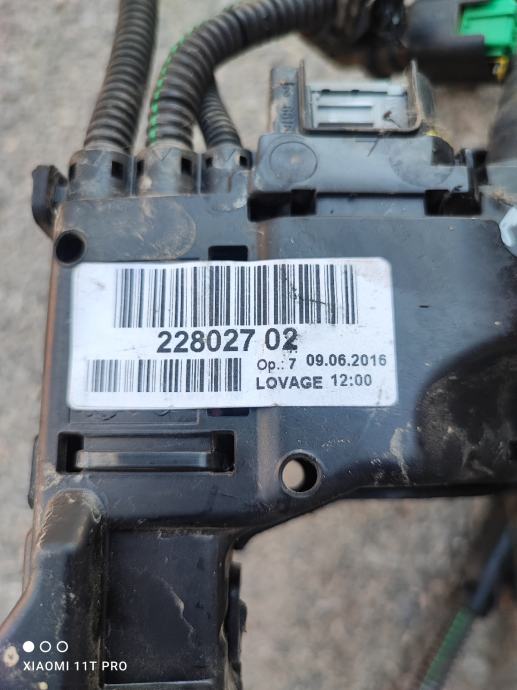 228027 02
Op.: 7 09.06.2016
LOVAGE 12:00
XIAOMI 11T PRO